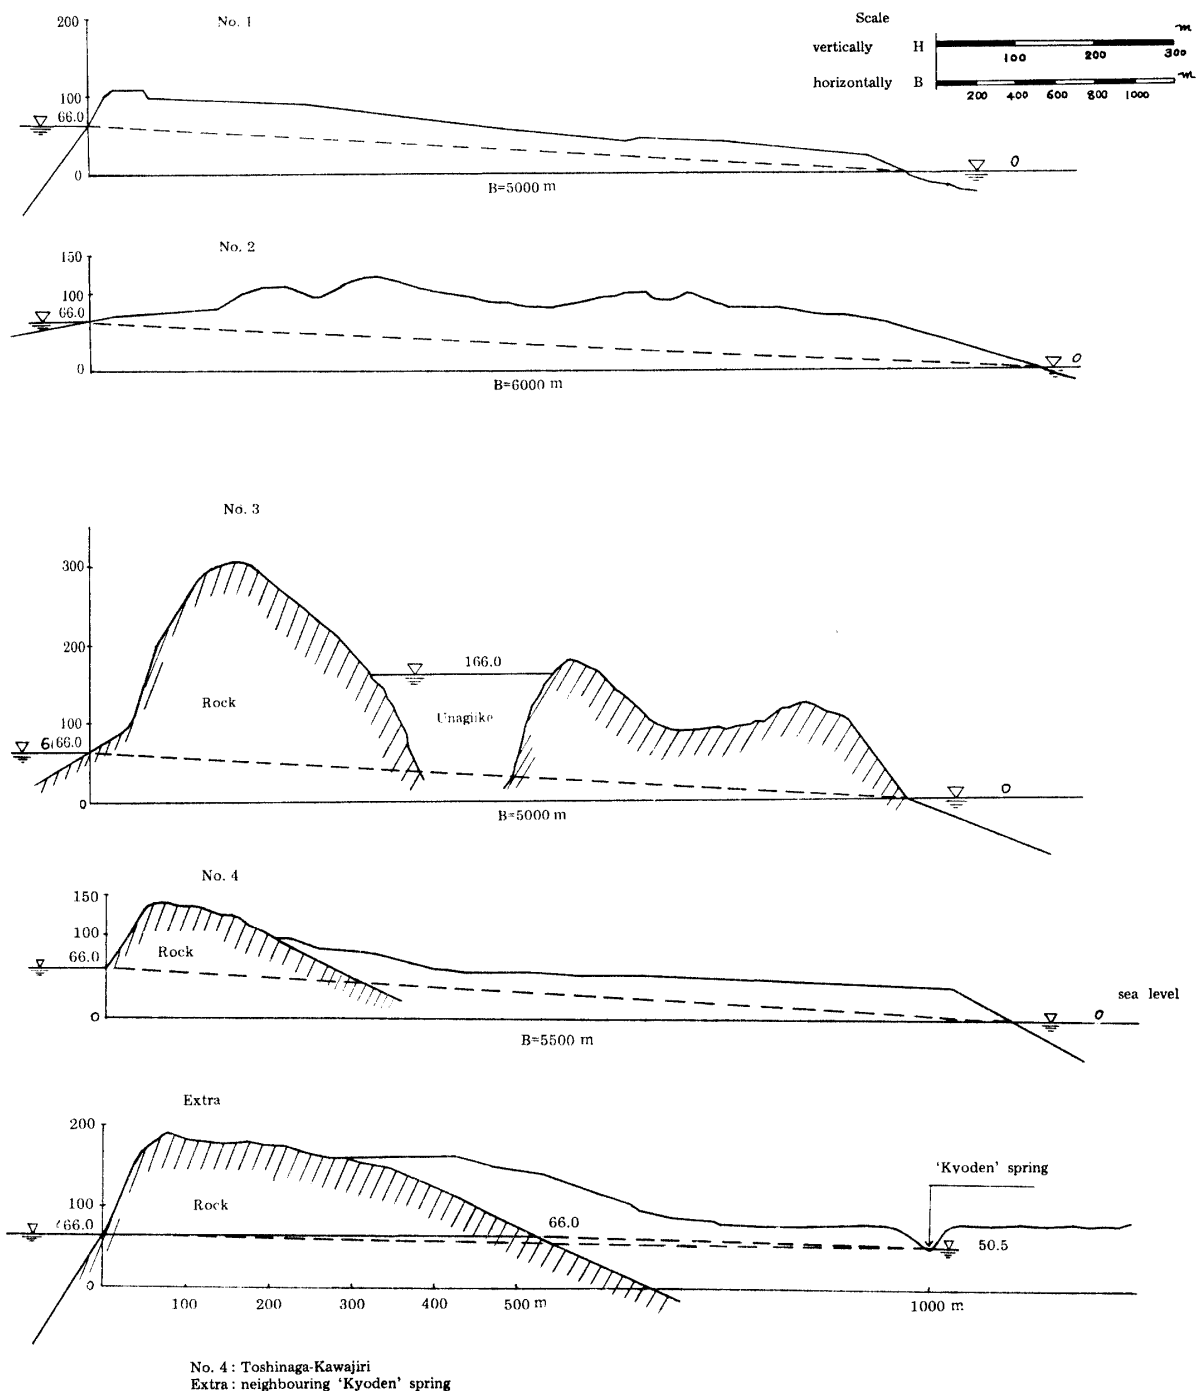 No. 1
Scale
vertically H
100 200 300 m
horizontally B
200 400 600 800 1000 m
200
100
66.0
0
0
B=5000 m
No. 2
150
100
66.0
0
0
B=6000 m
No. 3
300
200
166.0
Rock
Unagiike
100
66.0
0
0
B=5000 m
No. 4
150
100
Rock
66.0
0
0
sea level
B=5500 m
Extra
200
'Kyoden' spring
100
Rock
66.0
66.0
50.5
0
100 200 300 400 500 m 1000 m
No. 4 : Toshinaga-Kawajiri
Extra : neighbouring 'Kyoden' spring